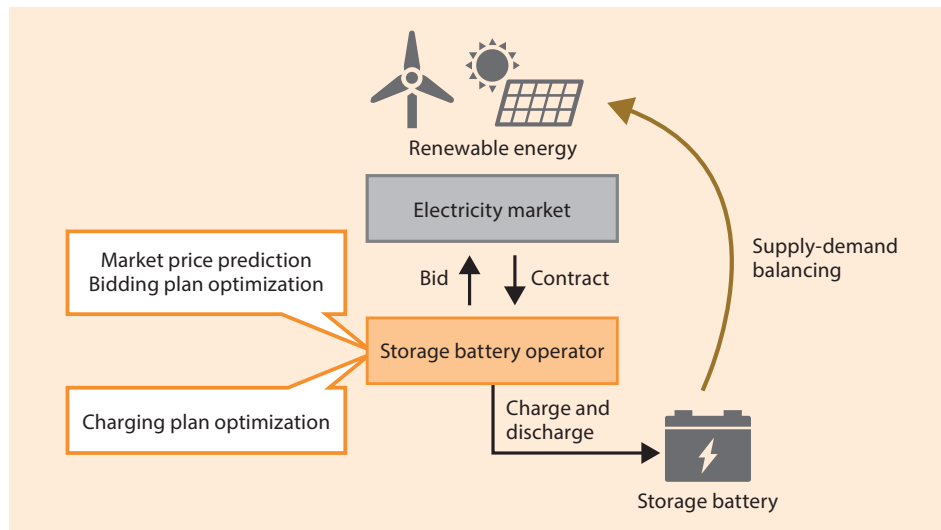 Renewable energy
Electricity market
Market price prediction
Bidding plan optimization
Bid
Contract
Supply-demand
balancing
Storage battery operator
Charging plan optimization
Charge and
discharge
Storage battery